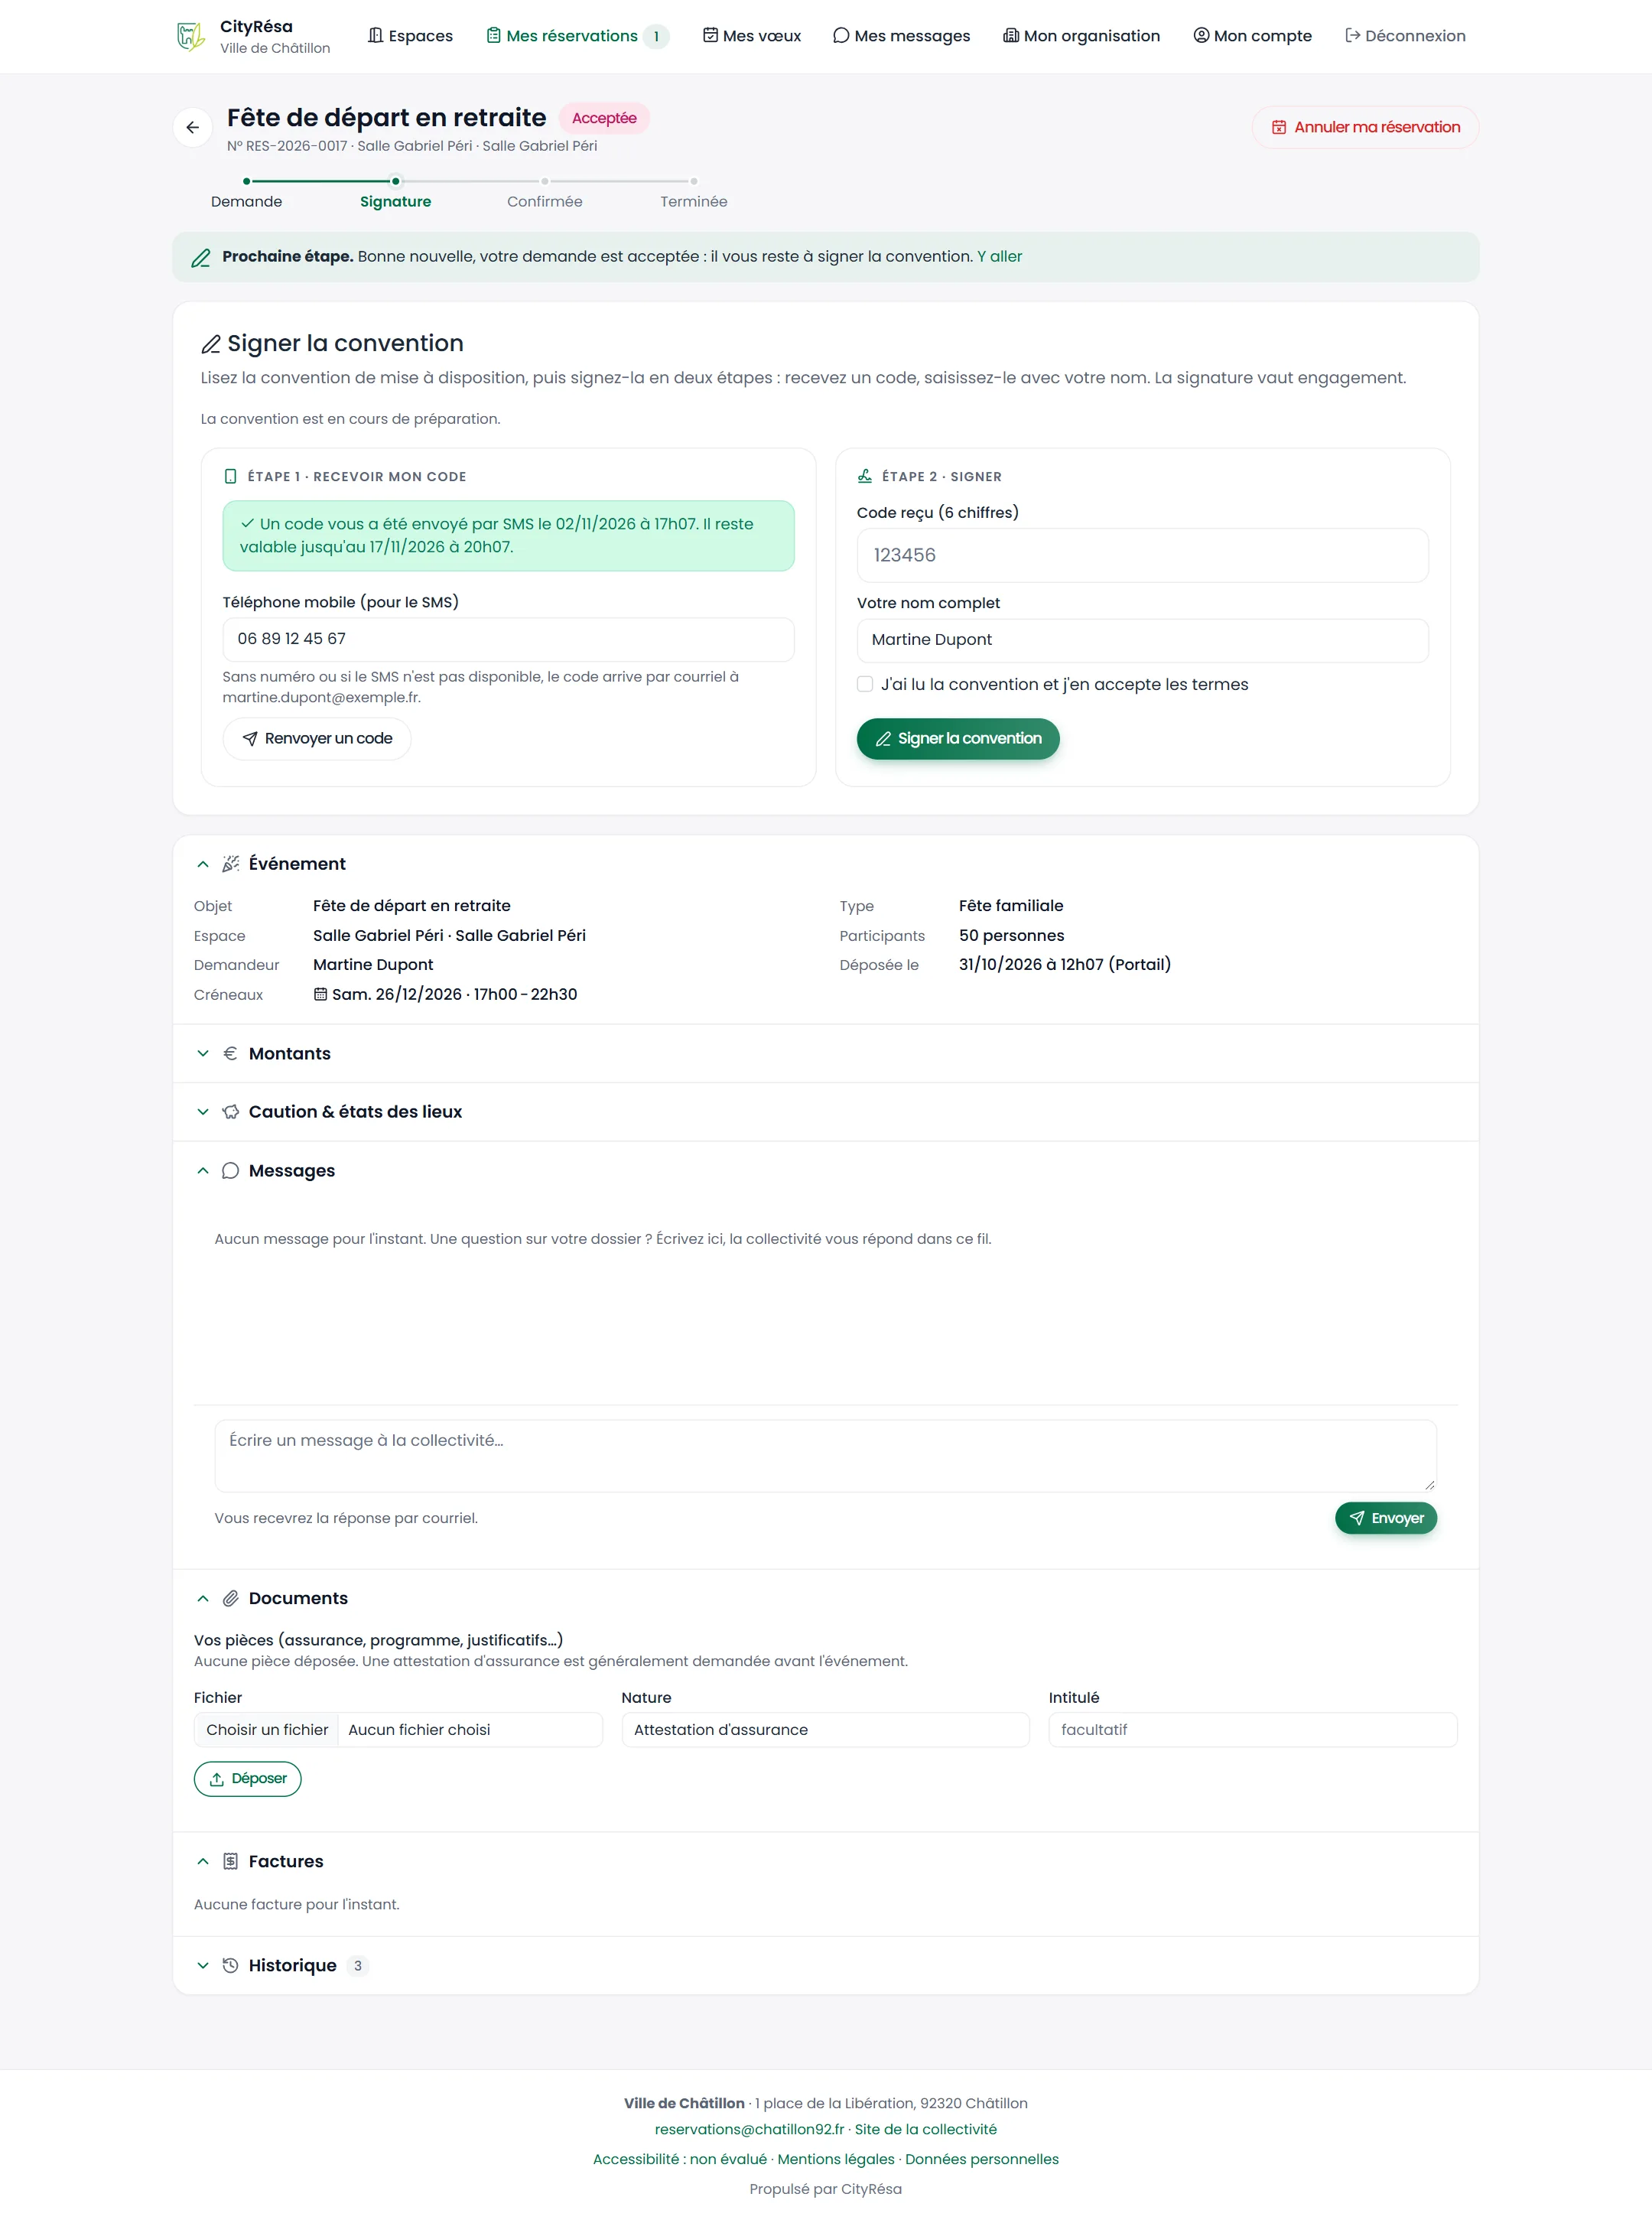 CityRésa
Ville de Châtillon
Espaces
Mes réservations 1
Mes vœux
Mes messages
Mon organisation
Mon compte
Déconnexion
Fête de départ en retraite
Acceptée
N° RES-2026-0017 · Salle Gabriel Péri · Salle Gabriel Péri
Annuler ma réservation
Demande
Signature
Confirmée
Terminée
Prochaine étape. Bonne nouvelle, votre demande est acceptée : il vous reste à signer la convention. Y aller
Signer la convention
Lisez la convention de mise à disposition, puis signez-la en deux étapes : recevez un code, saisissez-le avec votre nom. La signature vaut engagement.
La convention est en cours de préparation.
ÉTAPE 1 · RECEVOIR MON CODE
Un code vous a été envoyé par SMS le 02/11/2026 à 17h07. Il reste
valable jusqu'au 17/11/2026 à 20h07.
Téléphone mobile (pour le SMS)
06 89 12 45 67
Sans numéro ou si le SMS n'est pas disponible, le code arrive par courriel à
martine.dupont@exemple.fr.
Renvoyer un code
ÉTAPE 2 · SIGNER
Code reçu (6 chiffres)
123456
Votre nom complet
Martine Dupont
J'ai lu la convention et j'en accepte les termes
Signer la convention
Événement
Objet Fête de départ en retraite
Type Fête familiale
Espace Salle Gabriel Péri · Salle Gabriel Péri
Participants 50 personnes
Demandeur Martine Dupont
Déposée le 31/10/2026 à 12h07 (Portail)
Créneaux Sam. 26/12/2026 · 17h00 – 22h30
Montants
Caution & états des lieux
Messages
Aucun message pour l'instant. Une question sur votre dossier ? Écrivez ici, la collectivité vous répond dans ce fil.
Écrire un message à la collectivité…
Vous recevrez la réponse par courriel.
Envoyer
Documents
Vos pièces (assurance, programme, justificatifs…)
Aucune pièce déposée. Une attestation d'assurance est généralement demandée avant l'événement.
Fichier
Nature
Intitulé
Choisir un fichier Aucun fichier choisi
Attestation d'assurance
facultatif
Déposer
Factures
Aucune facture pour l'instant.
Historique 3
Ville de Châtillon · 1 place de la Libération, 92320 Châtillon
reservations@chatillon92.fr · Site de la collectivité
Accessibilité : non évalué · Mentions légales · Données personnelles
Propulsé par CityRésa